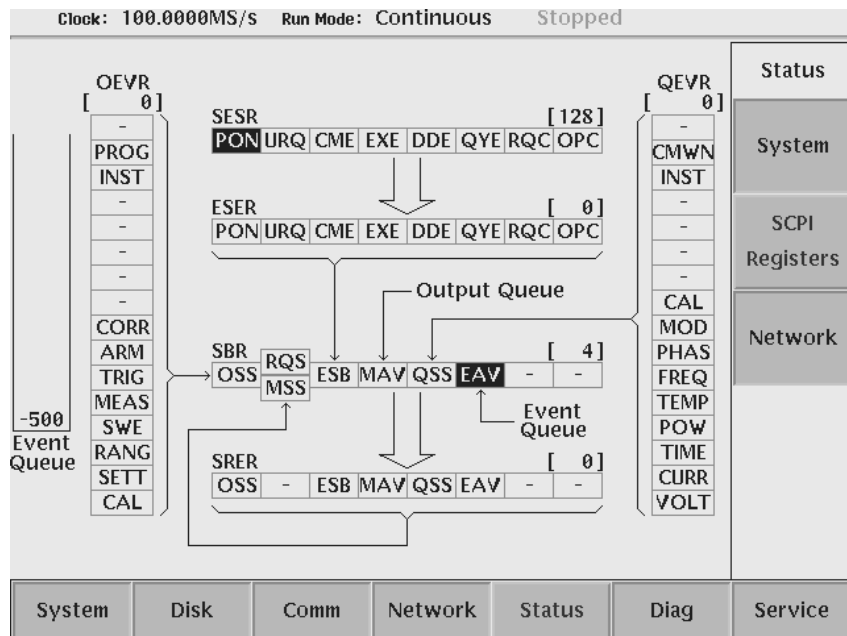 Clock: 100.0000MS/s Run Mode: Continuous Stopped
OEVR
[ 0]
-
PROG
INST
-
-
-
-
-
CORR
ARM
TRIG
MEAS
SWE
RANG
SETT
CAL
-500
Event
Queue
SESR [128]
PON URQ CME EXE DDE QYE RQC OPC
ESER [ 0]
PON URQ CME EXE DDE QYE RQC OPC
Output Queue
SBR [ 4]
OSS RQS MSS ESB MAV QSS EAV - -
Event
Queue
SRER [ 0]
OSS - ESB MAV QSS EAV - -
QEVR
[ 0]
-
CMWN
INST
-
-
-
-
CAL
MOD
PHAS
FREQ
TEMP
POW
TIME
CURR
VOLT
Status
System
SCPI
Registers
Network
System Disk Comm Network Status Diag Service